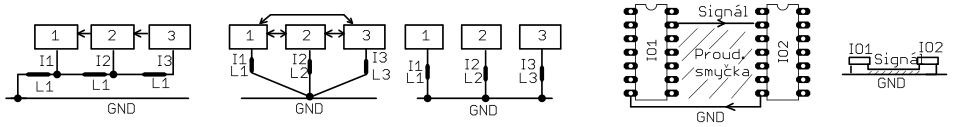 1 2 3
I1 I2 I3
L1 L1 L1
GND
1 2 3
I1 I2 I3
L1 L2 L3
GND
1 2 3
I1 I2 I3
L1 L2 L3
GND
Signál
IO1 IO2
Proud.
smyčka
GND
IO1 IO2
Signál
GND